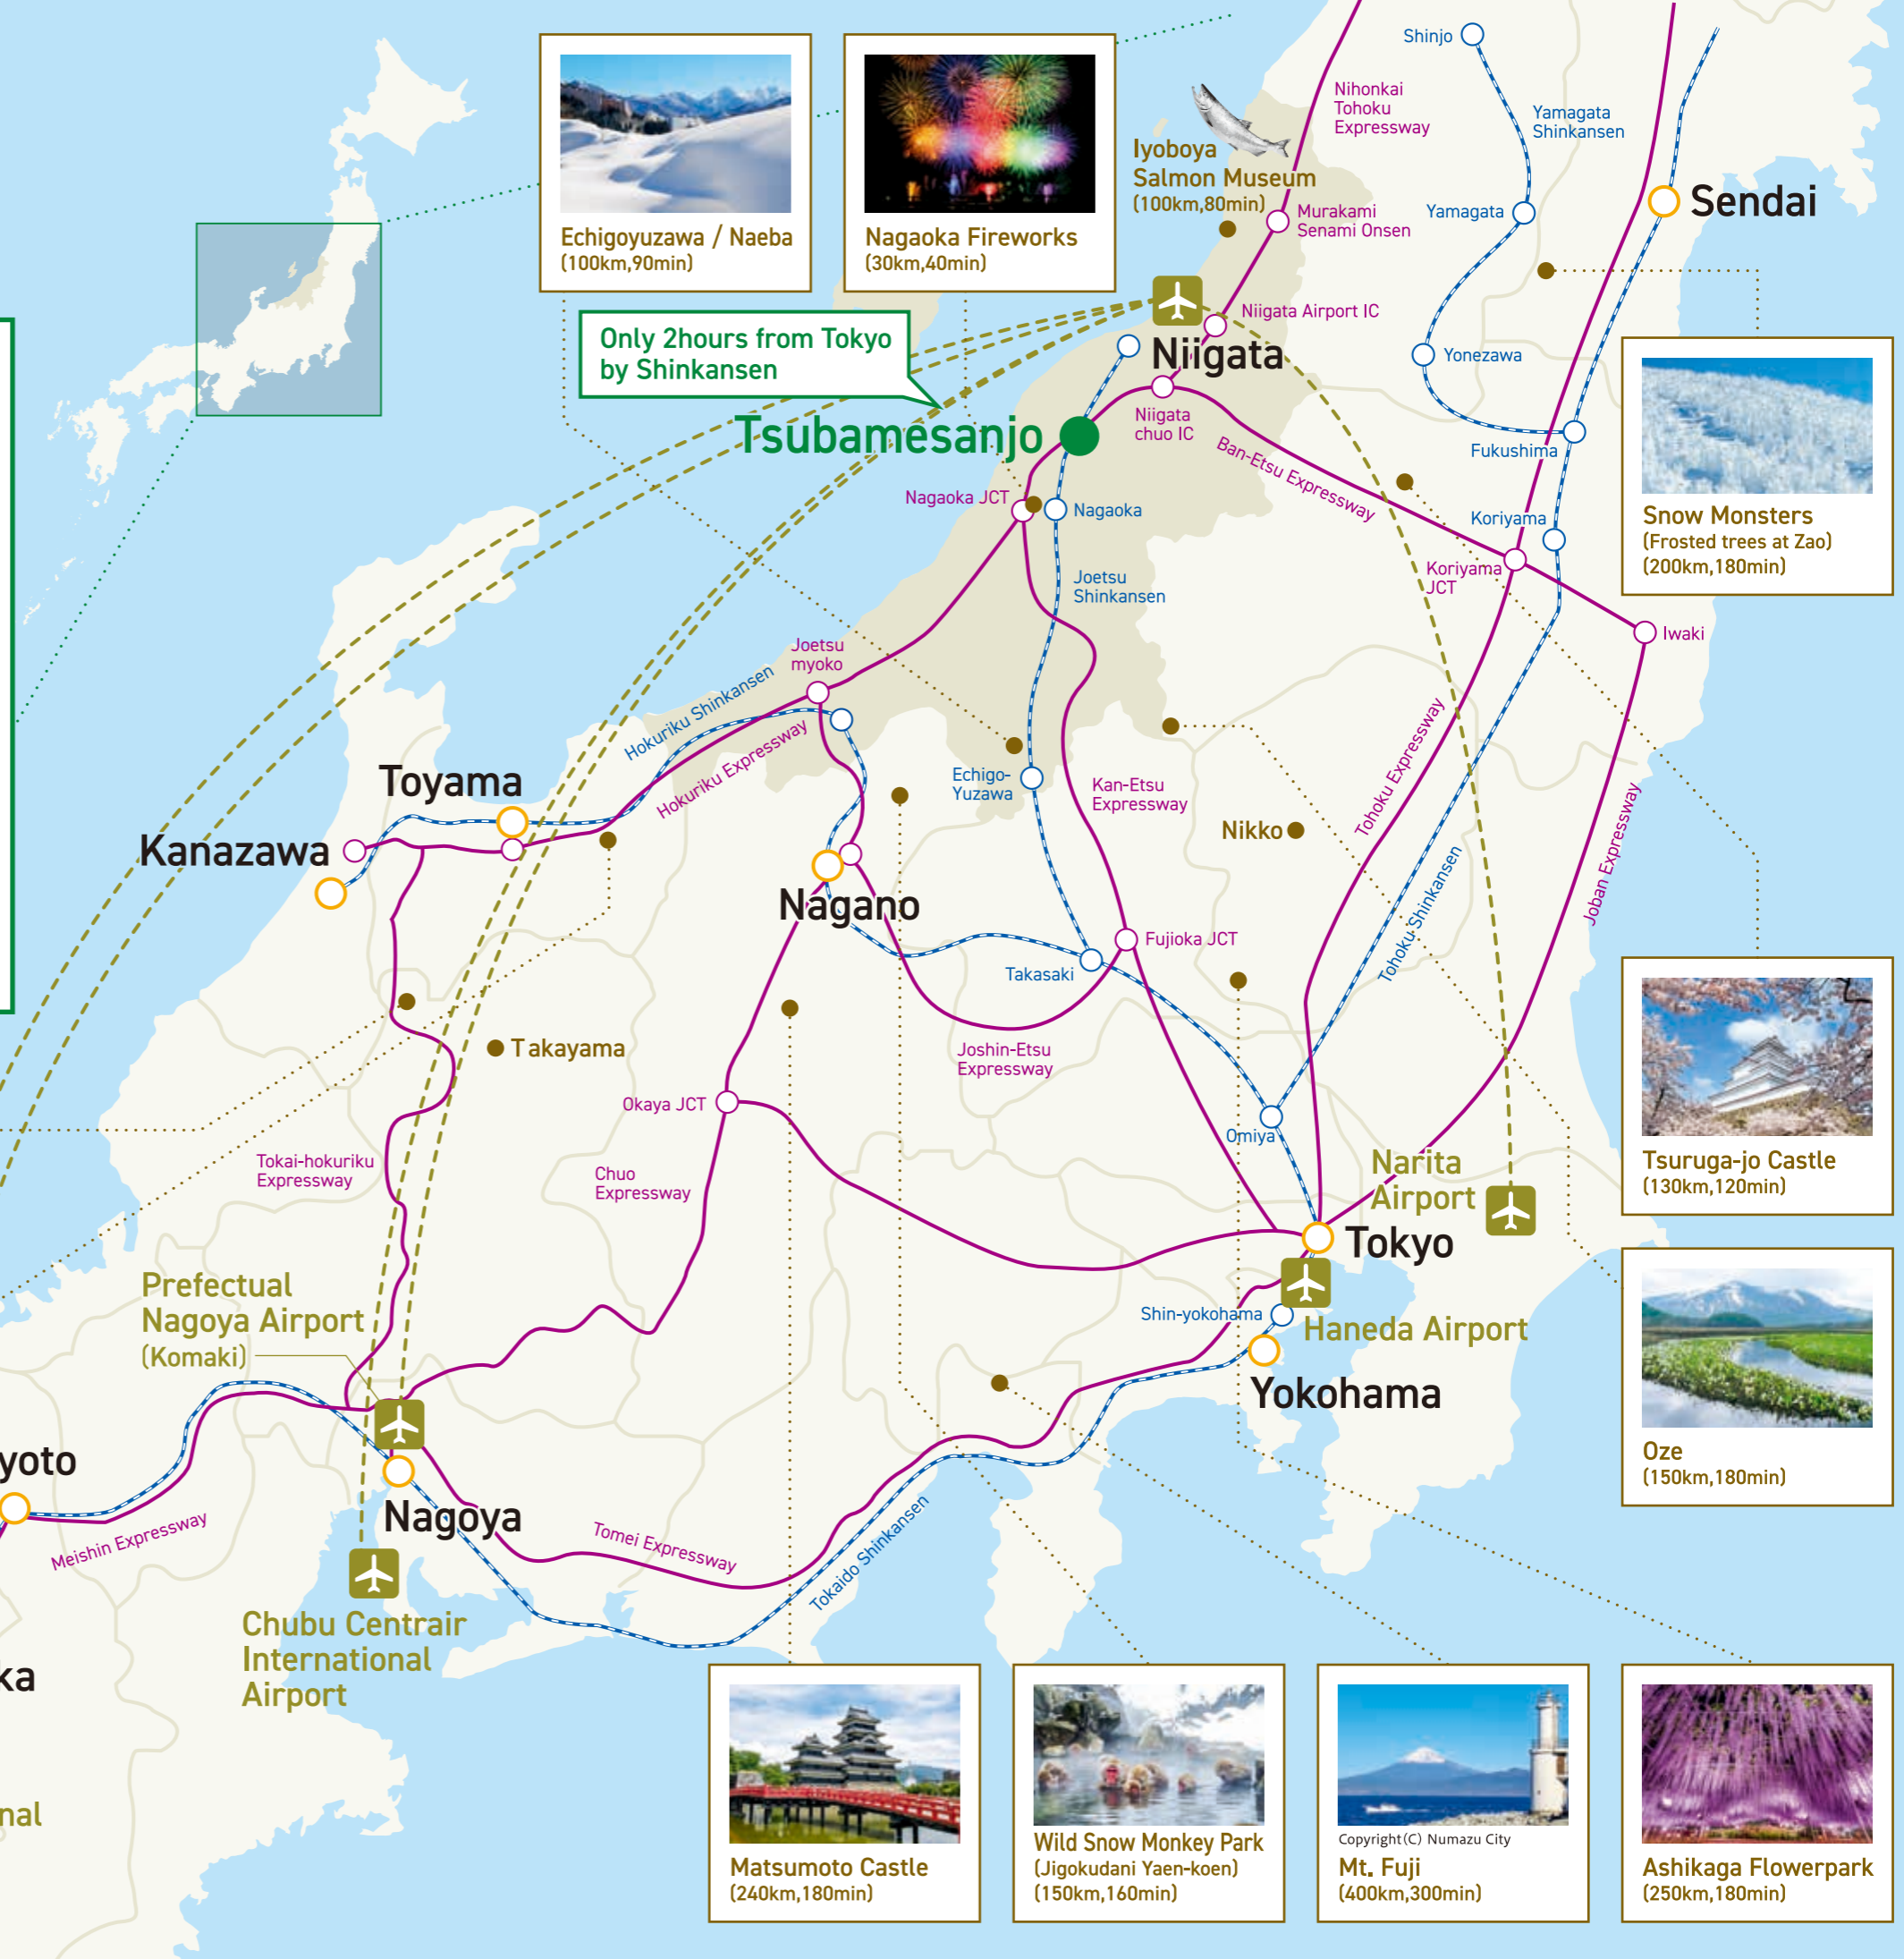 Echigoyuzawa / Naeba
(100km,90min)
Nagaoka Fireworks
(30km,40min)
Iyoboya
Salmon Museum
(100km,80min)
Nihonkai
Tohoku
Expressway
Murakami
Senami Onsen
Niigata Airport IC
Shinjo
Yamagata
Shinkansen
Yamagata
Yonezawa
Sendai
Only 2hours from Tokyo
by Shinkansen
Niigata
Tsubamesanjo
Niigata
chuo IC
Ban-Etsu Expressway
Fukushima
Koriyama
Koriyama
JCT
Iwaki
Snow Monsters
(Frosted trees at Zao)
(200km,180min)
Nagaoka JCT
Nagaoka
Joetsu
Shinkansen
Joetsu
myoko
Hokuriku Shinkansen
Hokuriku Expressway
Toyama
Kanazawa
Nagano
Echigo-
Yuzawa
Kan-Etsu
Expressway
Nikko
Tohoku Expressway
Tohoku Shinkansen
Joban Expressway
Fujioka JCT
Takasaki
Takayama
Joshin-Etsu
Expressway
Okaya JCT
Omiya
Tokai-hokuriku
Expressway
Chuo
Expressway
Narita
Airport
Tsuruga-jo Castle
(130km,120min)
Tokyo
Prefectual
Nagoya Airport
(Komaki)
Shin-yokohama
Haneda Airport
Yokohama
Oze
(150km,180min)
yoto
Meishin Expressway
Nagoya
Tomei Expressway
Tokaido Shinkansen
Chubu Centrair
International
Airport
ka
nal
Matsumoto Castle
(240km,180min)
Wild Snow Monkey Park
(Jigokudani Yaen-koen)
(150km,160min)
Copyright(C) Numazu City
Mt. Fuji
(400km,300min)
Ashikaga Flowerpark
(250km,180min)